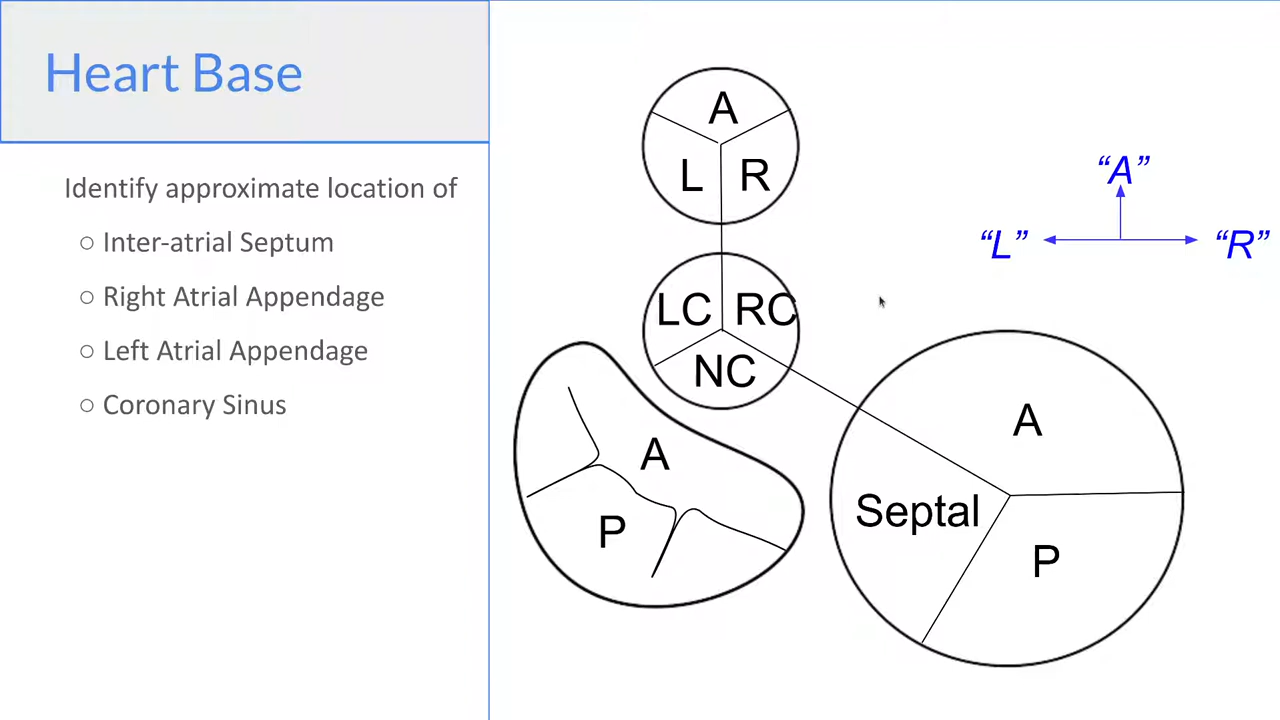 Heart Base
Identify approximate location of
○ Inter-atrial Septum
○ Right Atrial Appendage
○ Left Atrial Appendage
○ Coronary Sinus
A
L R
LC RC
NC
A
P
A
Septal
P
“A”
“L” “R”